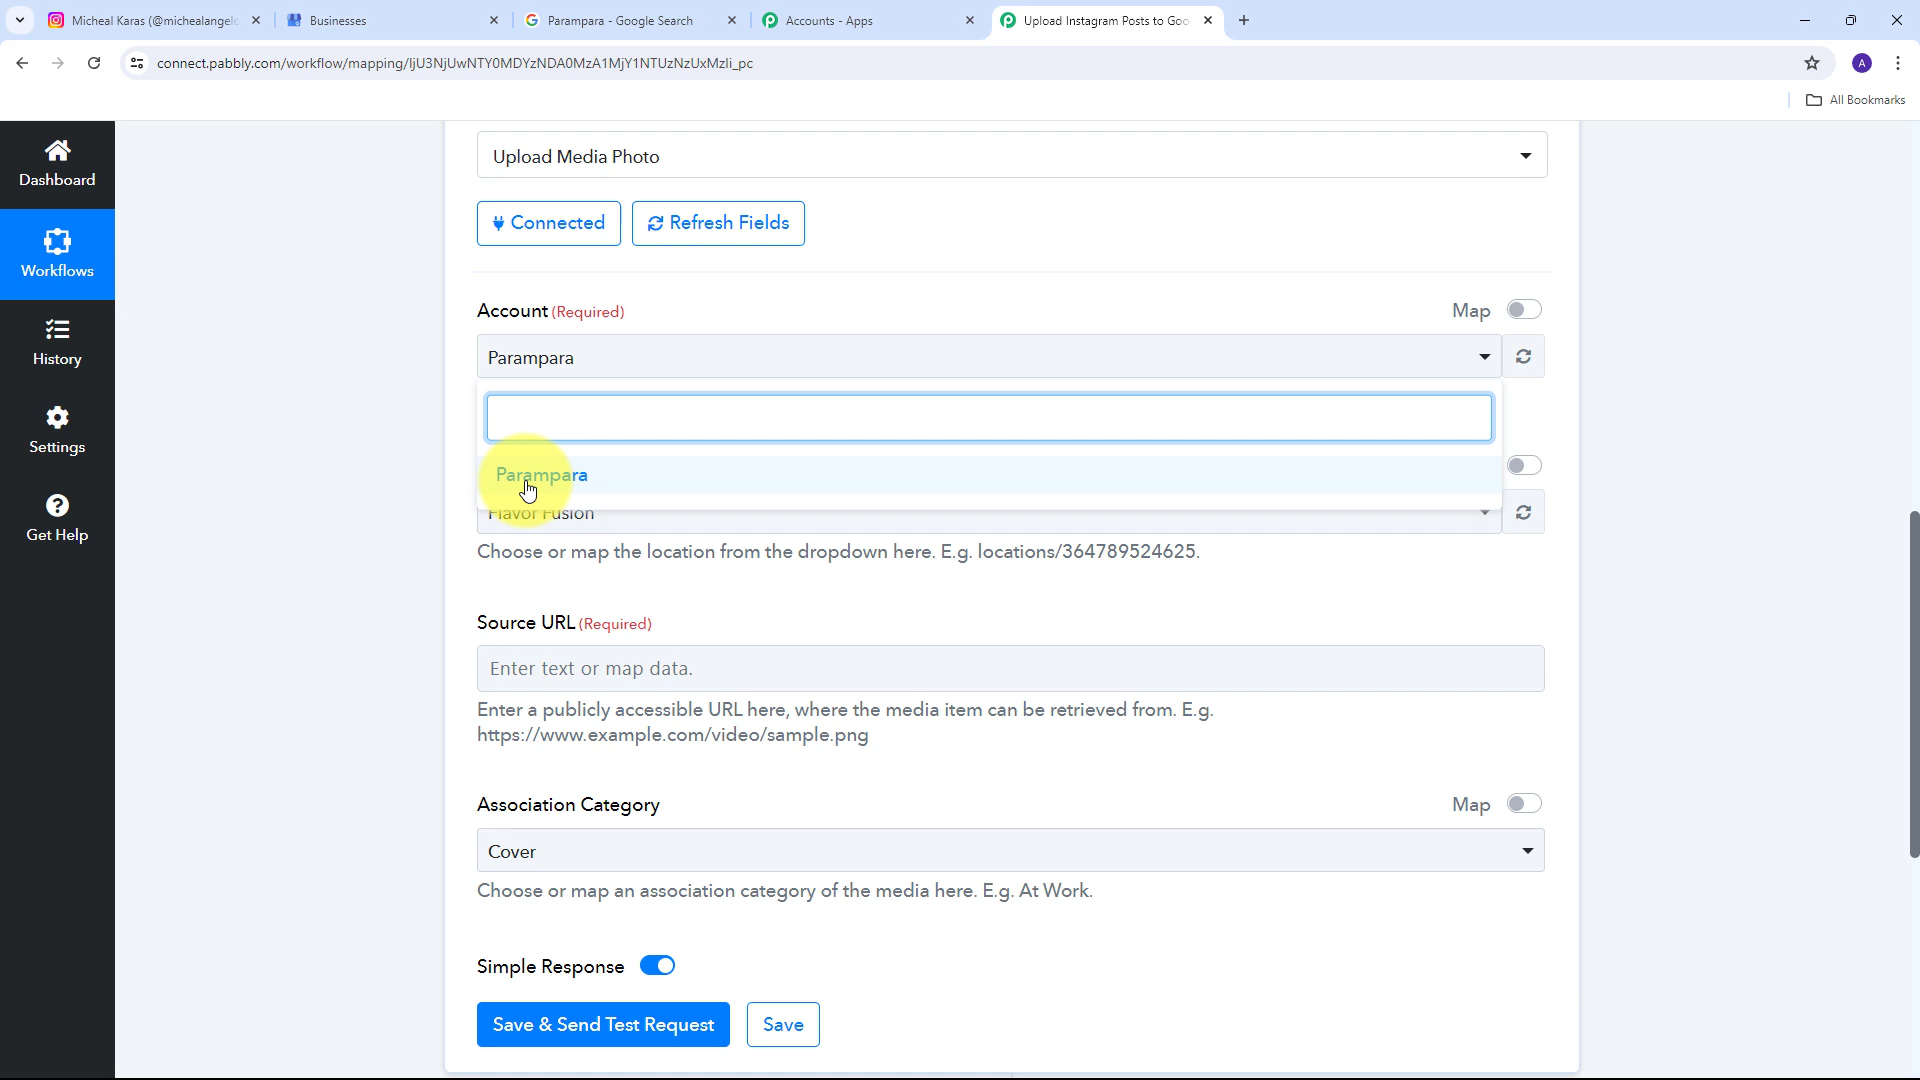 Micheal Karas (@michealangelo
Businesses
Parampara - Google Search
Accounts - Apps
Upload Instagram Posts to Goo
connect.pabbly.com/workflow/mapping/IjU3NjUwNTY0MDYzNDA0MzA1MjY1NTUzNzUxMzIi_pc
A
All Bookmarks
Dashboard
Workflows
History
Settings
Get Help
Upload Media Photo
Connected
Refresh Fields
Account (Required)
Map
Parampara
Parampara
Flavor Fusion
Choose or map the location from the dropdown here. E.g. locations/364789524625.
Source URL (Required)
Enter text or map data.
Enter a publicly accessible URL here, where the media item can be retrieved from. E.g.
https://www.example.com/video/sample.png
Association Category
Map
Cover
Choose or map an association category of the media here. E.g. At Work.
Simple Response
Save & Send Test Request
Save